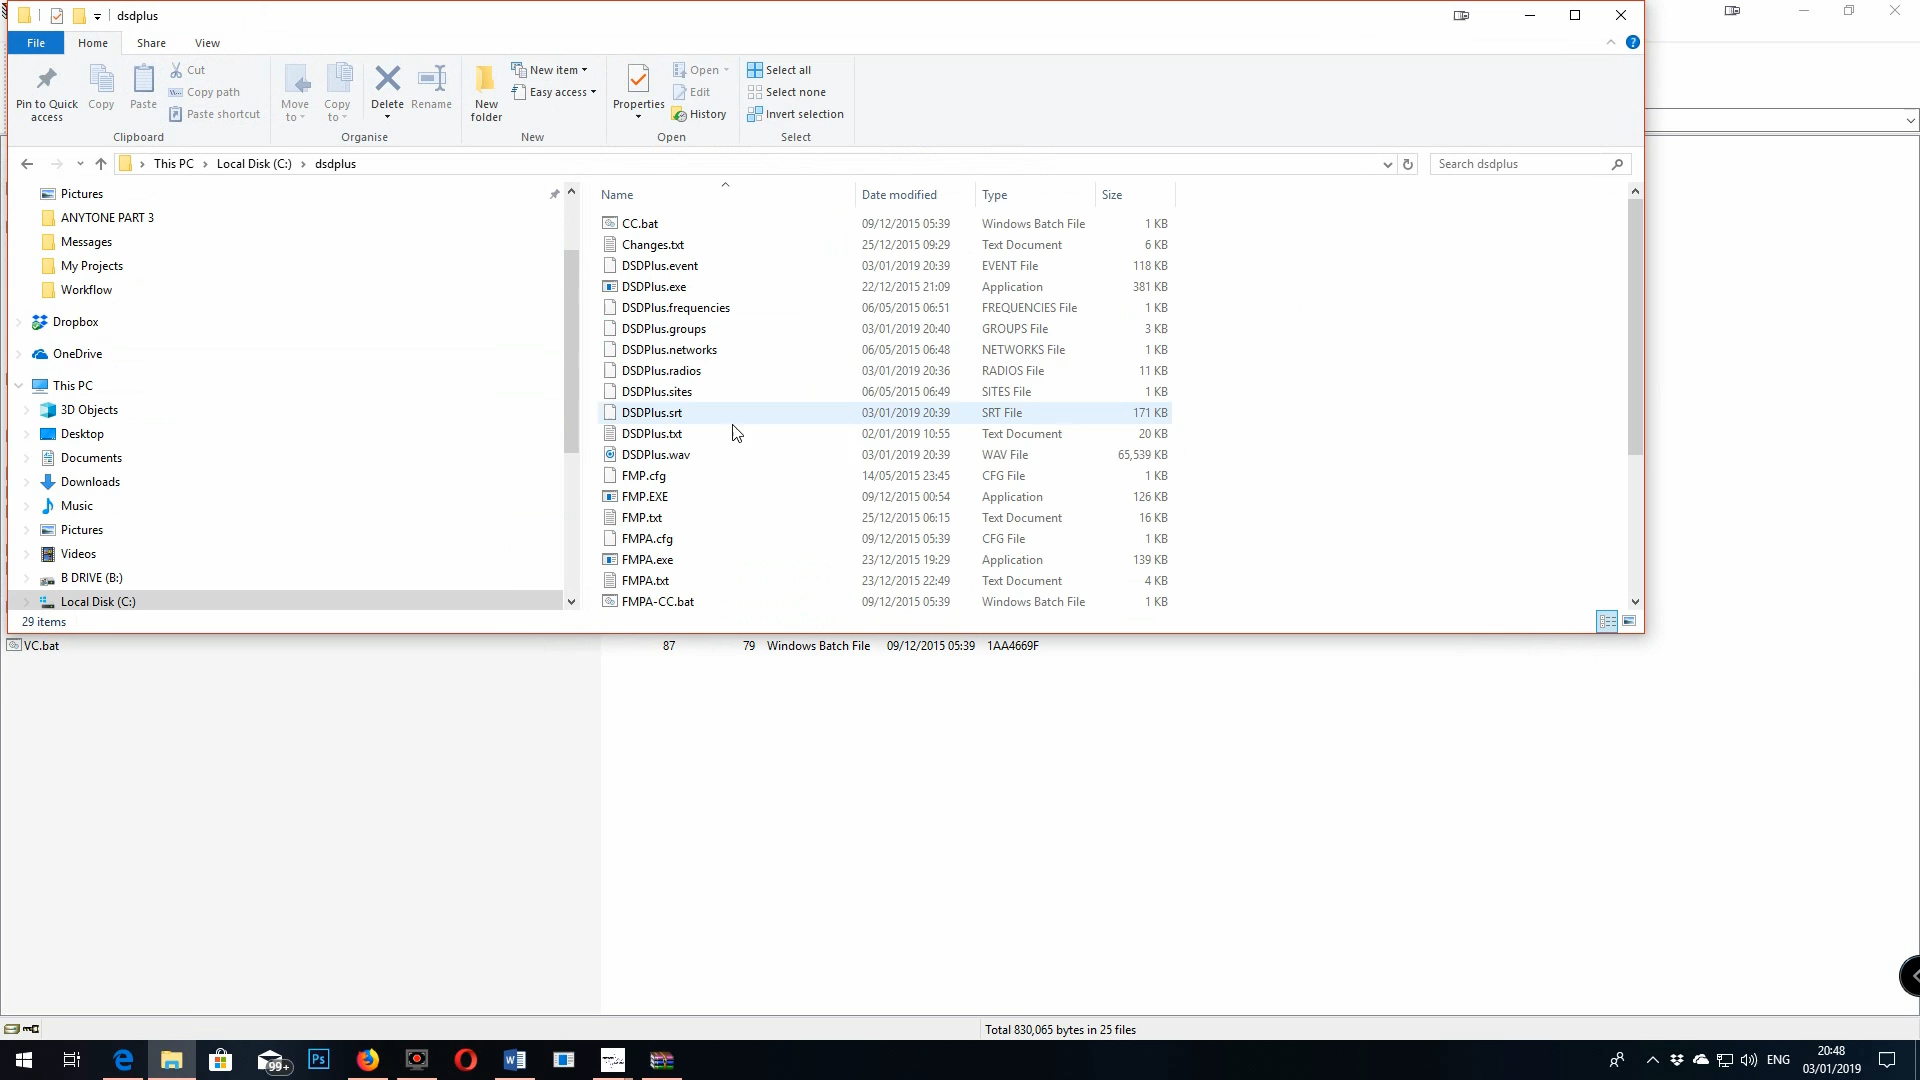 dsdplus
File Home Share View
Pin to Quick access
Copy
Paste
Cut
Copy path
Paste shortcut
Clipboard
Move to
Copy to
Delete
Rename
Organise
New folder
New item
Easy access
New
Properties
Open
Edit
History
Open
Select all
Select none
Invert selection
Select
This PC > Local Disk (C:) > dsdplus
Search dsdplus
Pictures
ANYTONE PART 3
Messages
My Projects
Workflow
Dropbox
OneDrive
This PC
3D Objects
Desktop
Documents
Downloads
Music
Pictures
Videos
B DRIVE (B:)
Local Disk (C:)
Name Date modified Type Size
CC.bat 09/12/2015 05:39 Windows Batch File 1 KB
Changes.txt 25/12/2015 09:29 Text Document 6 KB
DSDPlus.event 03/01/2019 20:39 EVENT File 118 KB
DSDPlus.exe 22/12/2015 21:09 Application 381 KB
DSDPlus.frequencies 06/05/2015 06:51 FREQUENCIES File 1 KB
DSDPlus.groups 03/01/2019 20:40 GROUPS File 3 KB
DSDPlus.networks 06/05/2015 06:48 NETWORKS File 1 KB
DSDPlus.radios 03/01/2019 20:36 RADIOS File 11 KB
DSDPlus.sites 06/05/2015 06:49 SITES File 1 KB
DSDPlus.srt 03/01/2019 20:39 SRT File 171 KB
DSDPlus.txt 02/01/2019 10:55 Text Document 20 KB
DSDPlus.wav 03/01/2019 20:39 WAV File 65,539 KB
FMP.cfg 14/05/2015 23:45 CFG File 1 KB
FMP.EXE 09/12/2015 00:54 Application 126 KB
FMP.txt 25/12/2015 06:15 Text Document 16 KB
FMPA.cfg 09/12/2015 05:39 CFG File 1 KB
FMPA.exe 23/12/2015 19:29 Application 139 KB
FMPA.txt 23/12/2015 22:49 Text Document 4 KB
FMPA-CC.bat 09/12/2015 05:39 Windows Batch File 1 KB
29 items
VC.bat 87 79 Windows Batch File 09/12/2015 05:39 1AA4669F
Total 830,065 bytes in 25 files
99+
Ps
ENG
20:48
03/01/2019